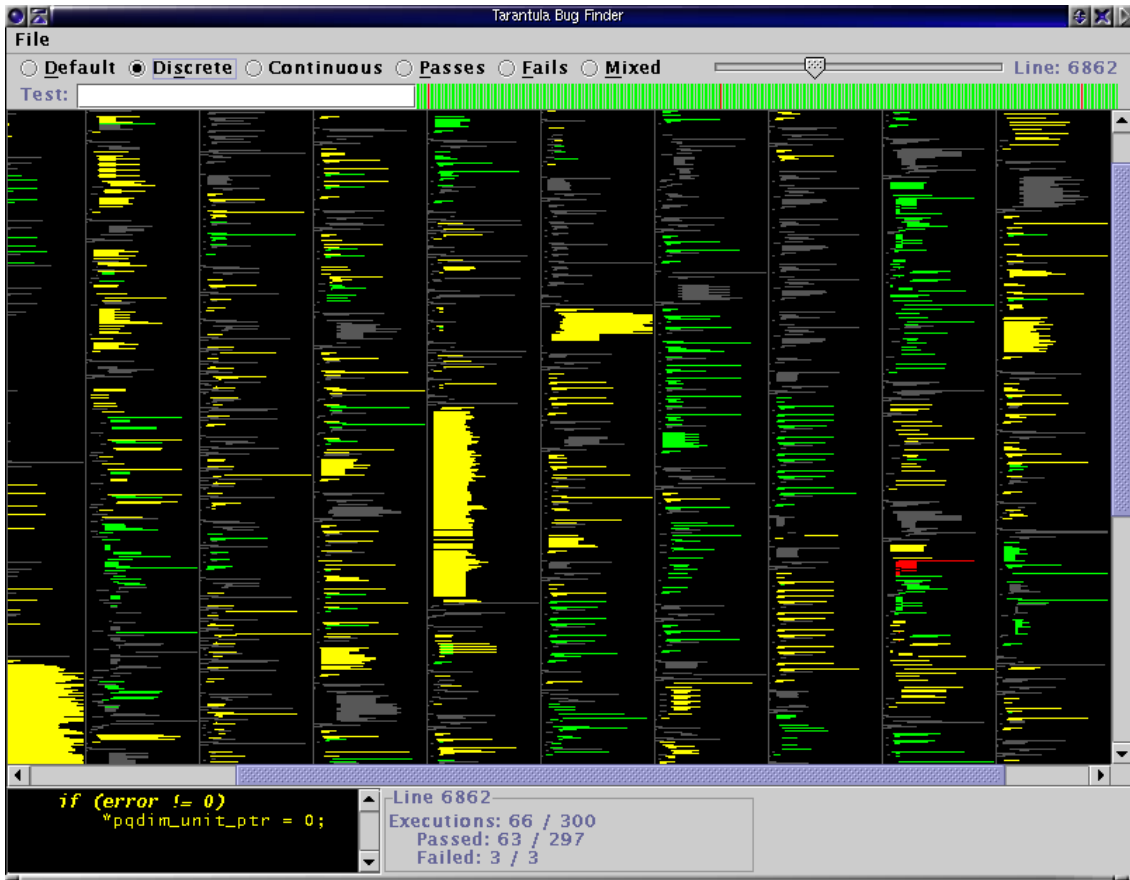 Tarantula Bug Finder
File
Default Discrete Continuous Passes Fails Mixed Line: 6862
Test:
if (error != 0)
*pqdim_unit_ptr = 0;
Line 6862
Executions: 66 / 300
Passed: 63 / 297
Failed: 3 / 3